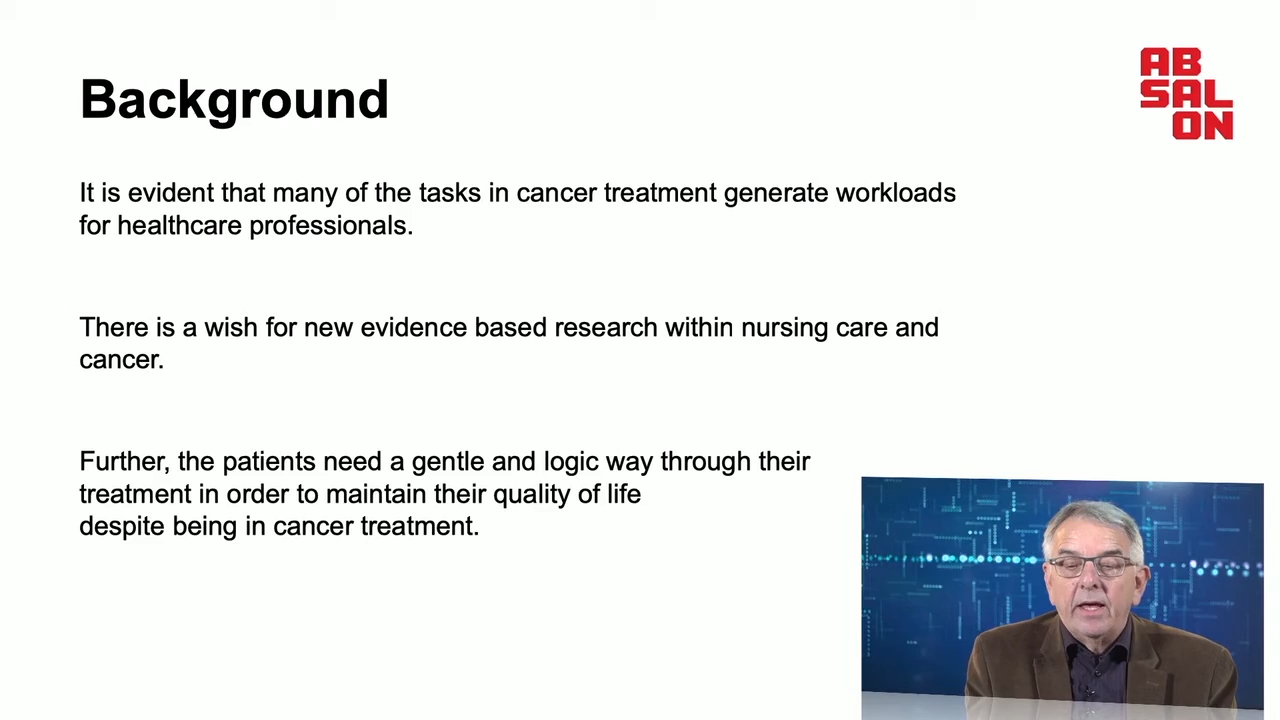 Background
AB
SAL
ON
It is evident that many of the tasks in cancer treatment generate workloads
for healthcare professionals.
There is a wish for new evidence based research within nursing care and
cancer.
Further, the patients need a gentle and logic way through their
treatment in order to maintain their quality of life
despite being in cancer treatment.